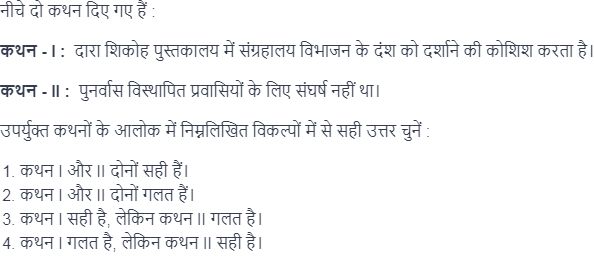 नीचे दो कथन दिए गए हैं :
कथन - I : दारा शिकोह पुस्तकालय में संग्रहालय विभाजन के दंश को दर्शाने की कोशिश करता है।
कथन - II : पुनर्वास विस्थापित प्रवासियों के लिए संघर्ष नहीं था।
उपर्युक्त कथनों के आलोक में निम्नलिखित विकल्पों में से सही उत्तर चुनें :
1. कथन I और II दोनों सही हैं।
2. कथन I और II दोनों गलत हैं।
3. कथन I सही है, लेकिन कथन II गलत है।
4. कथन I गलत है, लेकिन कथन II सही है।